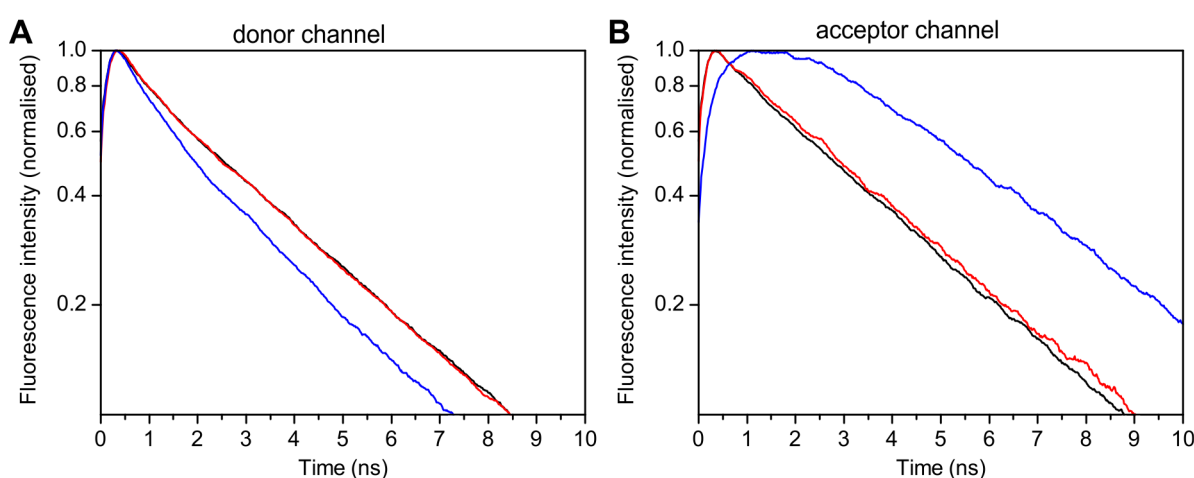 A
donor channel
Fluorescence intensity (normalised)
1.0
0.8
0.6
0.4
0.2
0 1 2 3 4 5 6 7 8 9 10
Time (ns)
B
acceptor channel
Fluorescence intensity (normalised)
1.0
0.8
0.6
0.4
0.2
0 1 2 3 4 5 6 7 8 9 10
Time (ns)